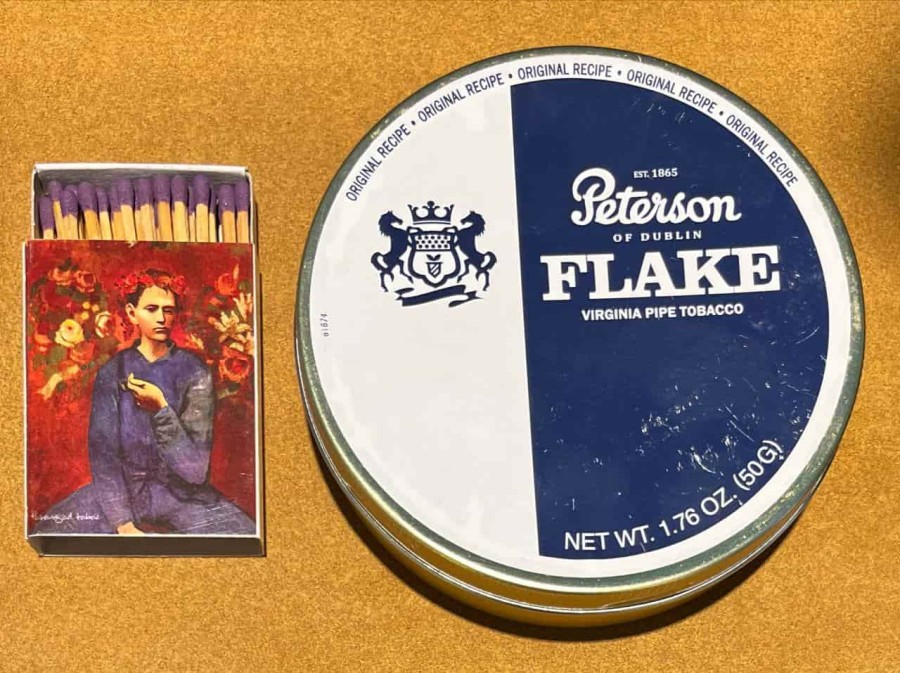 ORIGINAL RECIPE • ORIGINAL RECIPE • ORIGINAL RECIPE • ORIGINAL RECIPE • ORIGINAL RECIPE
EST. 1865
Peterson
OF DUBLIN
FLAKE
VIRGINIA PIPE TOBACCO
NET WT. 1.76 OZ. (50G)